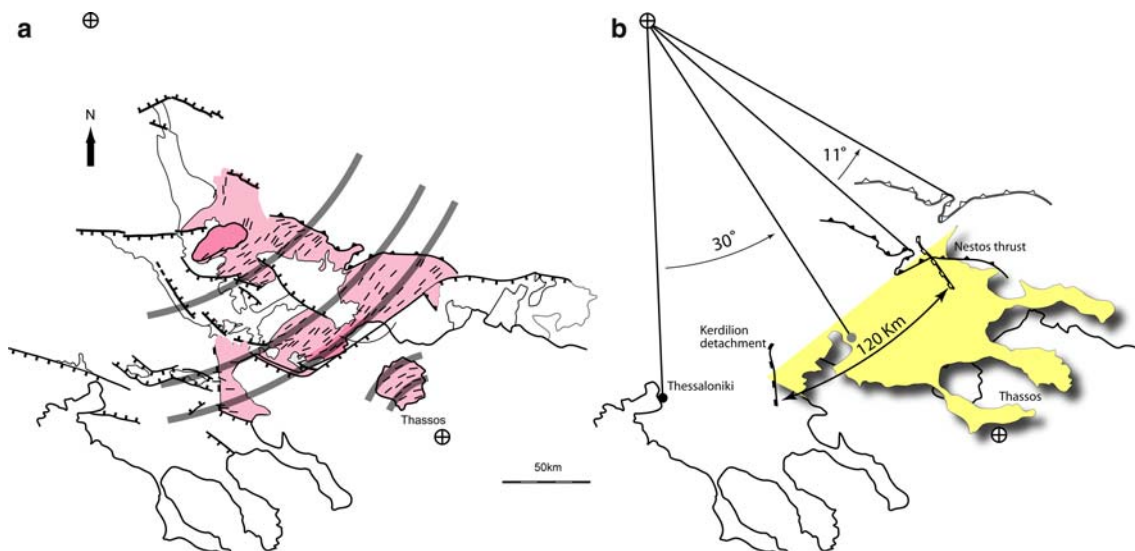 a
N
Thassos
50km
b
11°
30°
Nestos thrust
Kerdilion
detachment
120 Km
Thessaloniki
Thassos